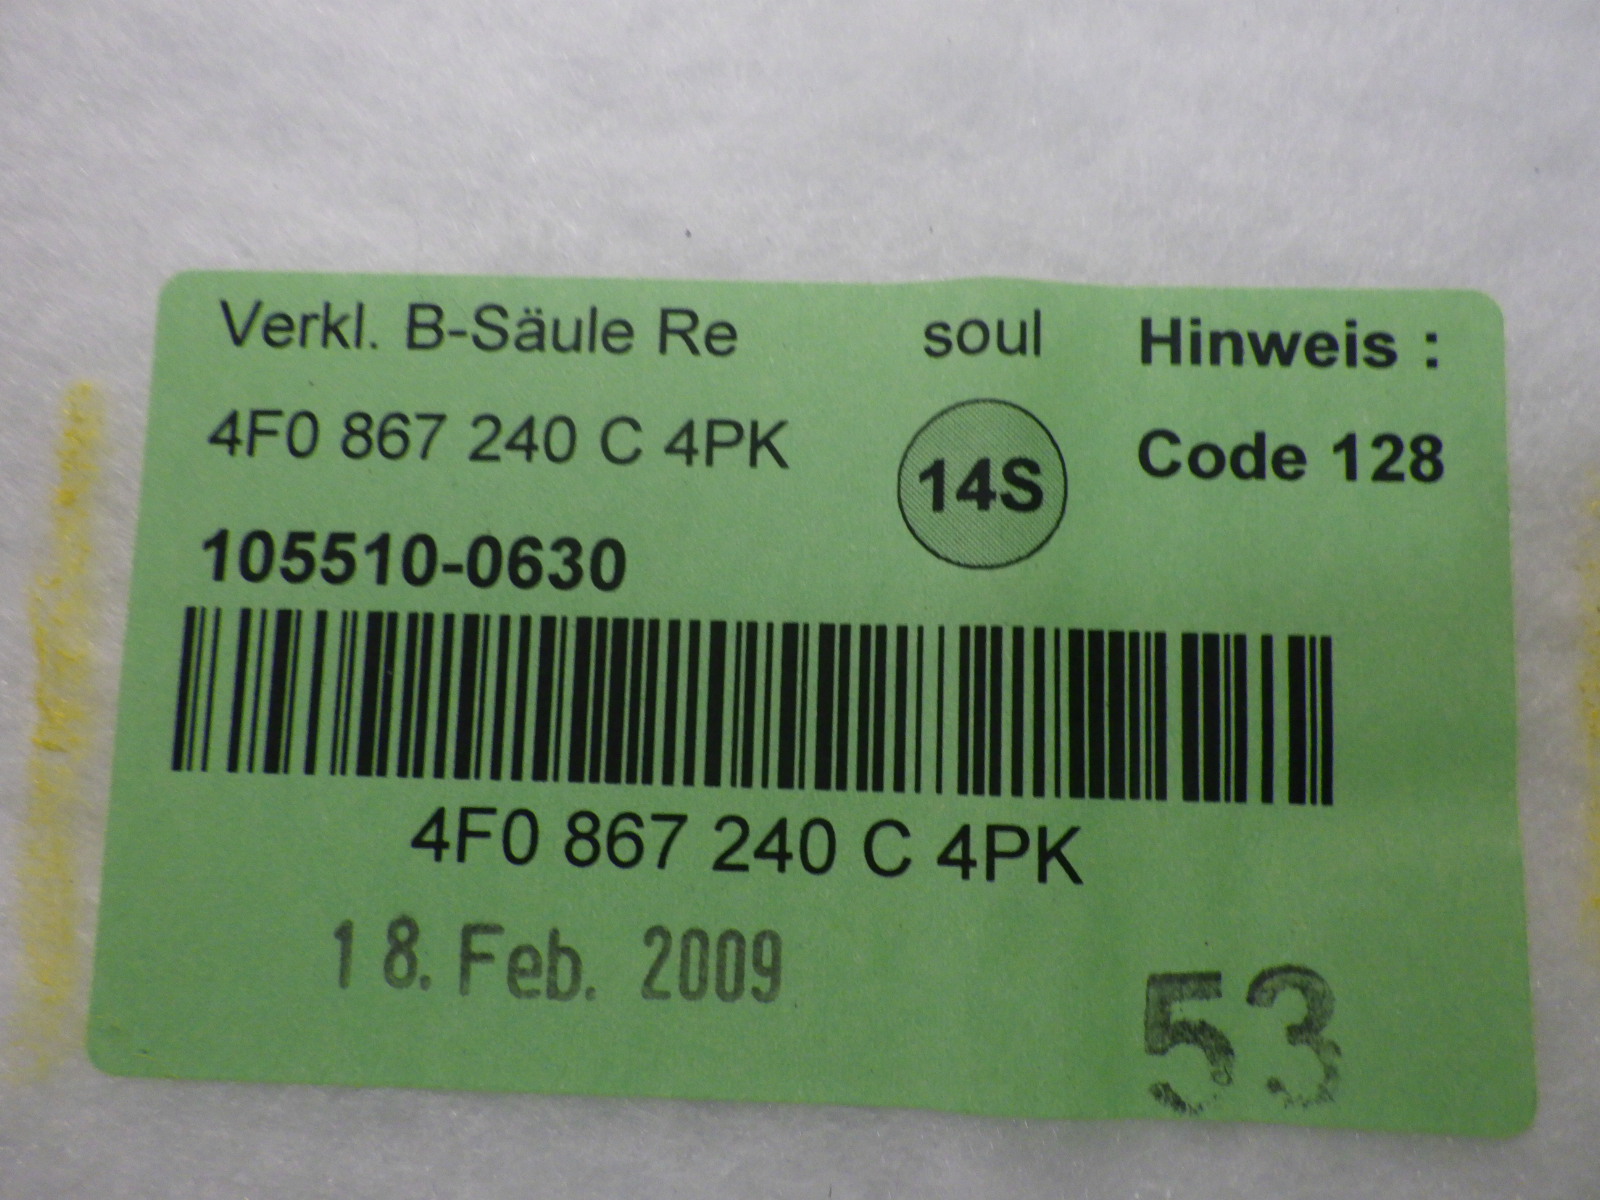 Verkl. B-Säule Re
soul
Hinweis :
4F0 867 240 C 4PK
14S
Code 128
105510-0630
4F0 867 240 C 4PK
18. Feb. 2009
53